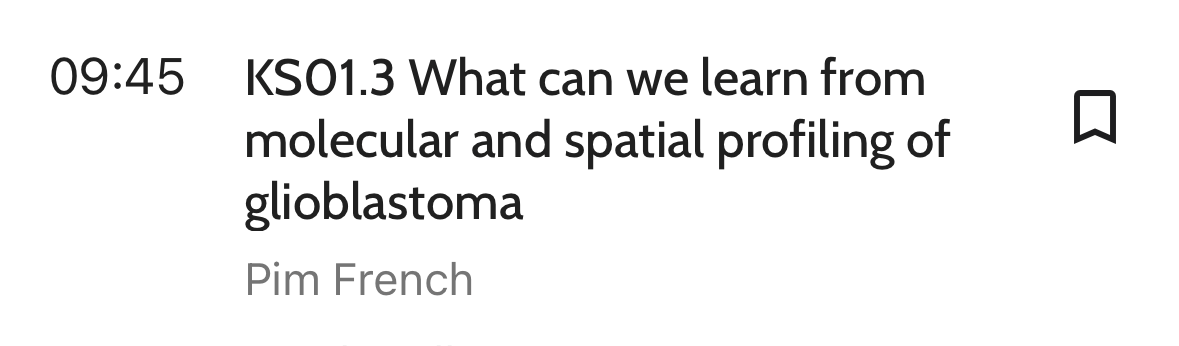 09:45
KS01.3 What can we learn from
molecular and spatial profiling of
glioblastoma
Pim French